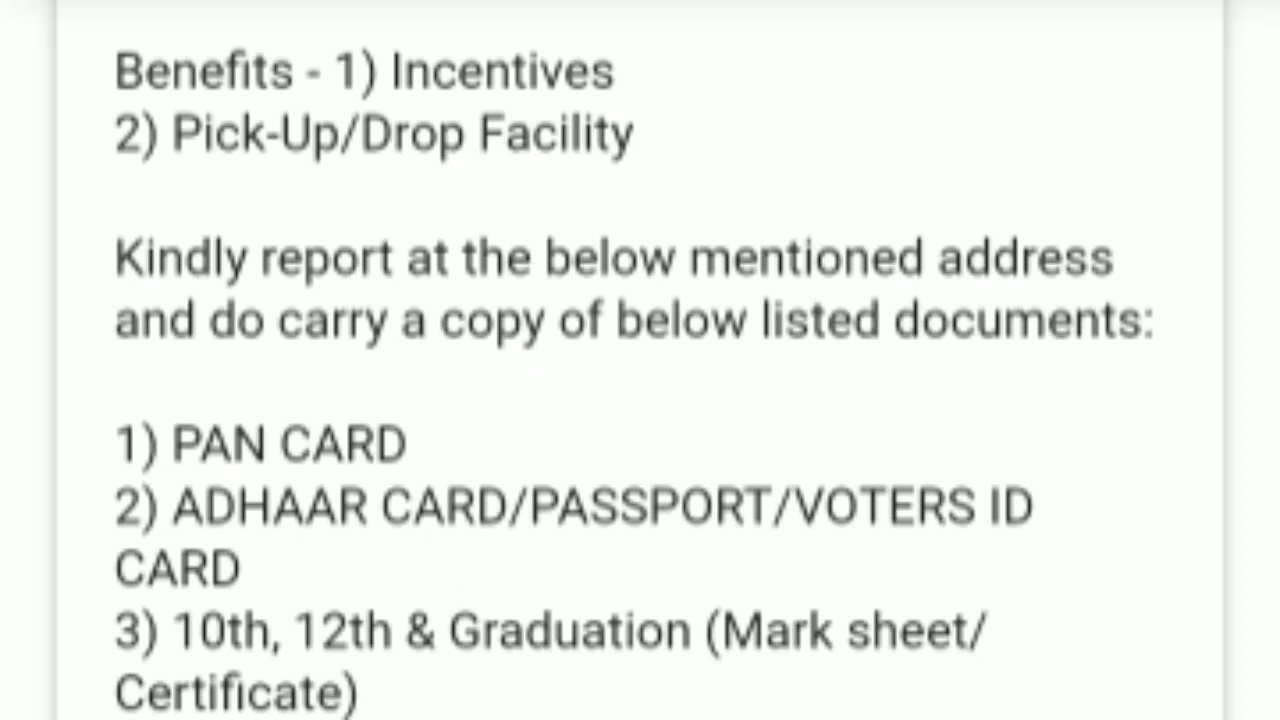 Benefits - 1) Incentives
2) Pick-Up/Drop Facility
Kindly report at the below mentioned address
and do carry a copy of below listed documents:
1) PAN CARD
2) ADHAAR CARD/PASSPORT/VOTERS ID
CARD
3) 10th, 12th & Graduation (Mark sheet/
Certificate)